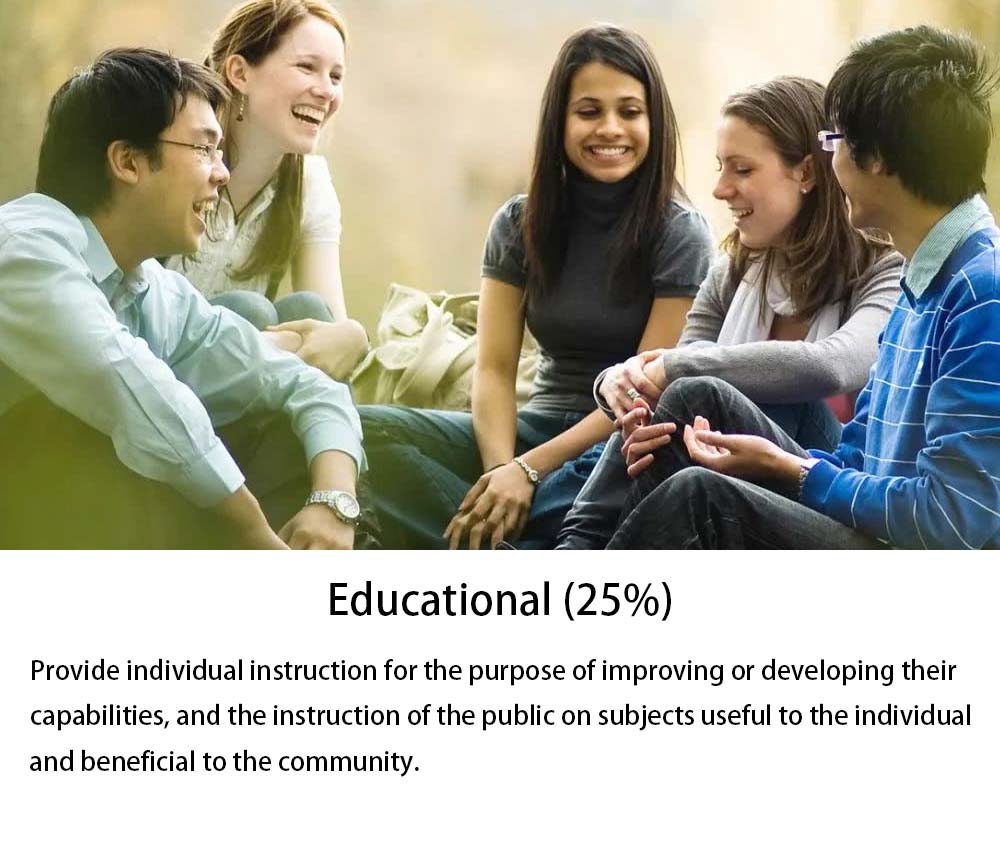 Educational (25%)
Provide individual instruction for the purpose of improving or developing their
capabilities, and the instruction of the public on subjects useful to the individual
and beneficial to the community.